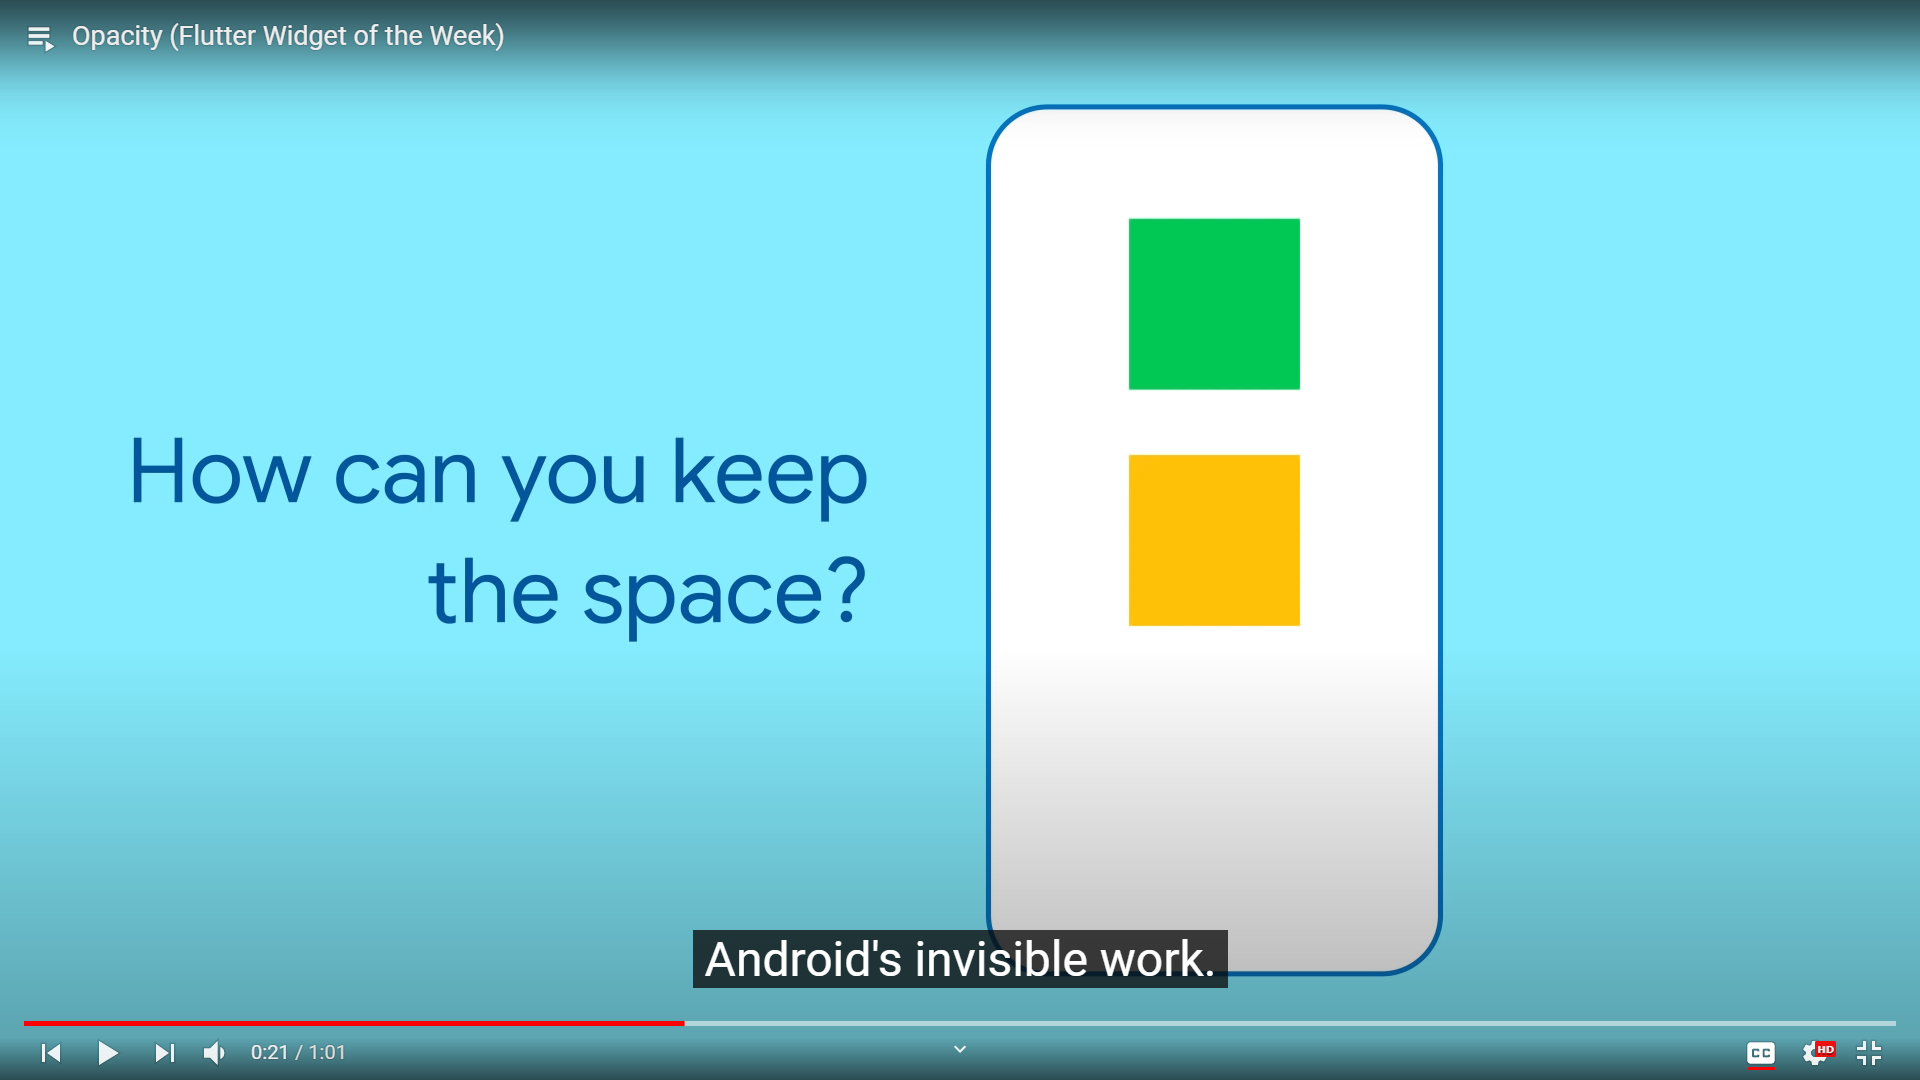 Opacity (Flutter Widget of the Week)
How can you keep
the space?
Android's invisible work.
0:21 / 1:01
CC
HD